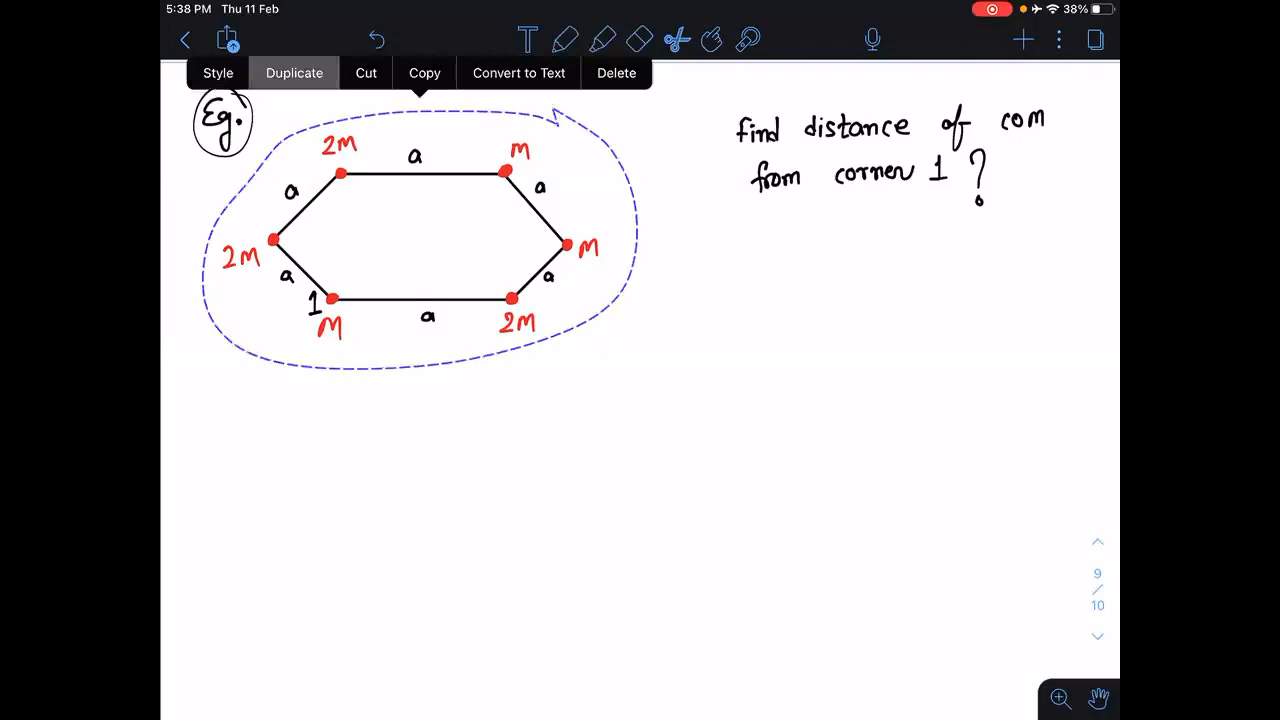 5:38 PM Thu 11 Feb
38%
T
Style Duplicate Cut Copy Convert to Text Delete
Eg.
2M
a
M
a
a
2M
M
a
a
1
M
a
2M
find distance of com
from corner 1 ?
9
/
10